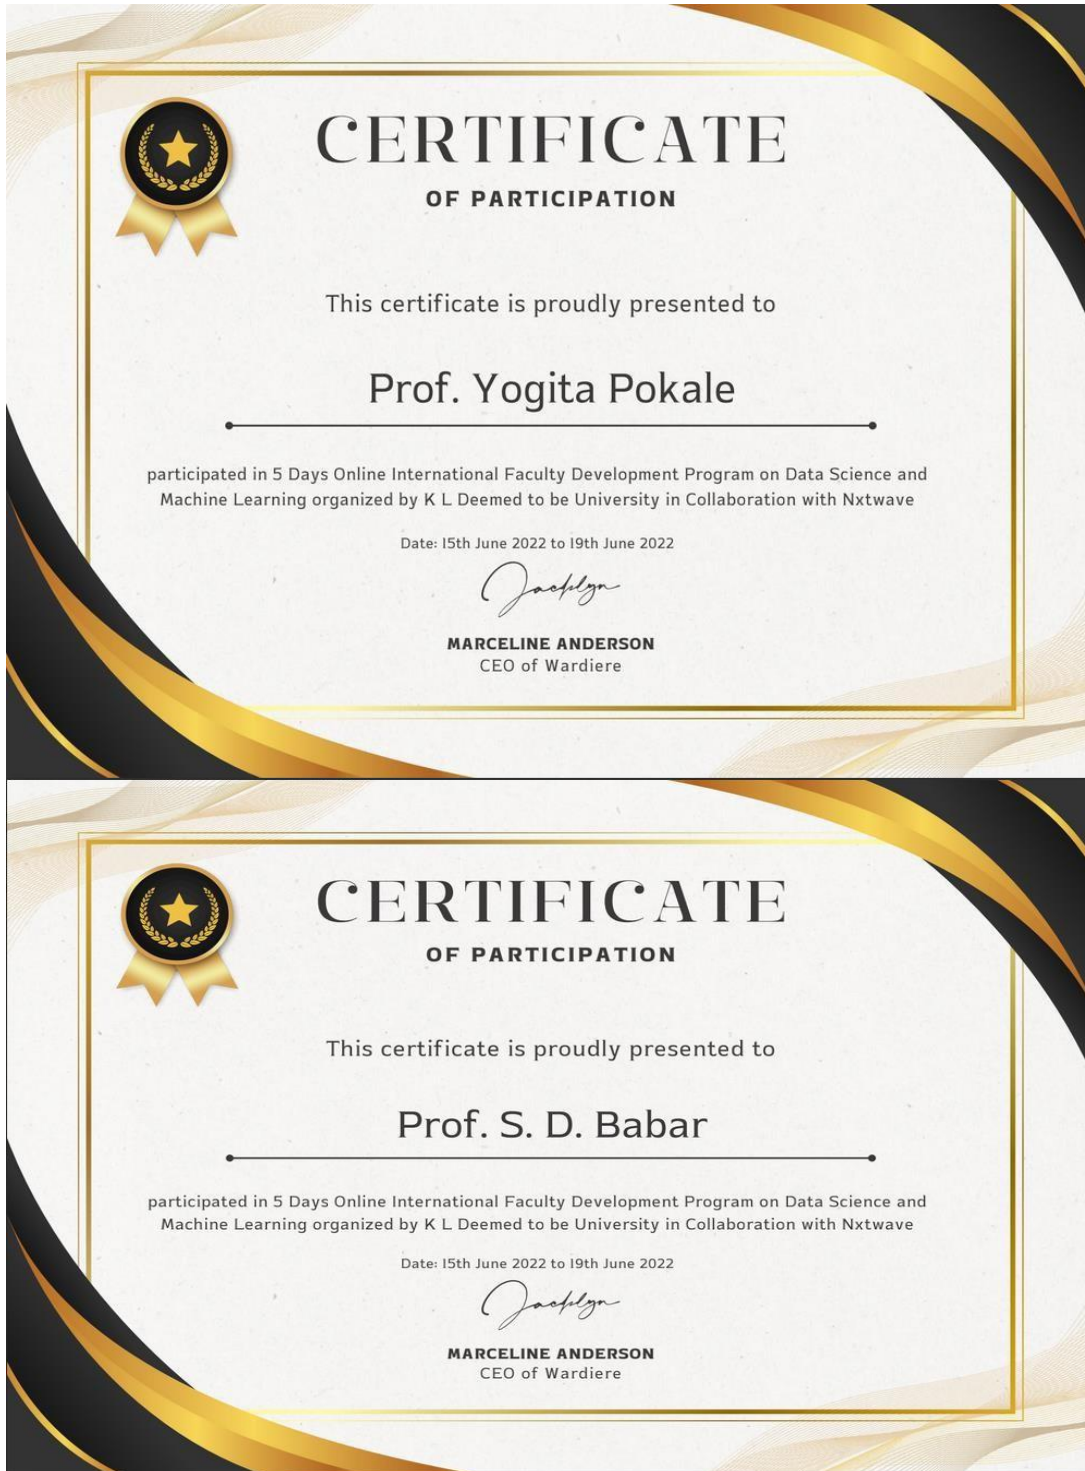 CERTIFICATE
OF PARTICIPATION
This certificate is proudly presented to
Prof. Yogita Pokale
participated in 5 Days Online International Faculty Development Program on Data Science and
Machine Learning organized by K L Deemed to be University in Collaboration with Nxtwave
Date: 15th June 2022 to 19th June 2022
Jacklyn
MARCELINE ANDERSON
CEO of Wardiere
CERTIFICATE
OF PARTICIPATION
This certificate is proudly presented to
Prof. S. D. Babar
participated in 5 Days Online International Faculty Development Program on Data Science and
Machine Learning organized by K L Deemed to be University in Collaboration with Nxtwave
Date: 15th June 2022 to 19th June 2022
Jacklyn
MARCELINE ANDERSON
CEO of Wardiere